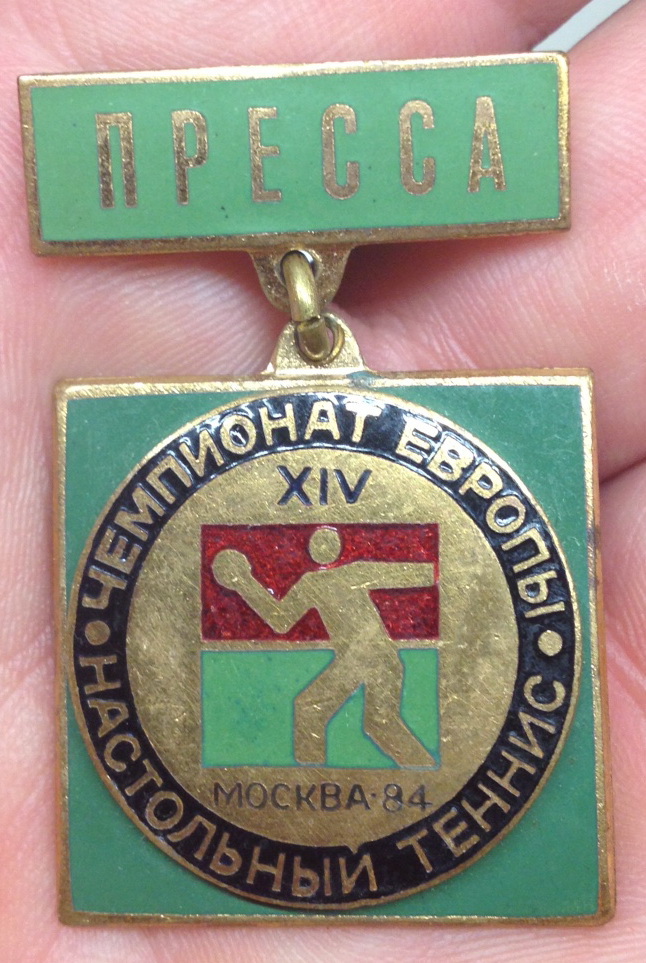 ПРЕССА
ЧЕМПИОНАТ ЕВРОПЫ
XIV
МОСКВА·84
НАСТОЛЬНЫЙ ТЕННИС